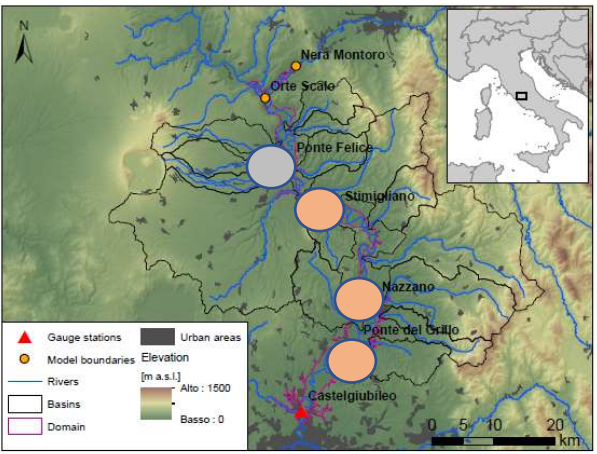 N
Nera Montoro
Orte Scalo
Ponte Felice
Stimigliano
Nazzano
Ponte del Grillo
Castelgiubileo
Gauge stations
Urban areas
Model boundaries
Elevation
[m a.s.l.]
Rivers
Alto : 1500
Basins
Basso : 0
Domain
0 5 10 20
km